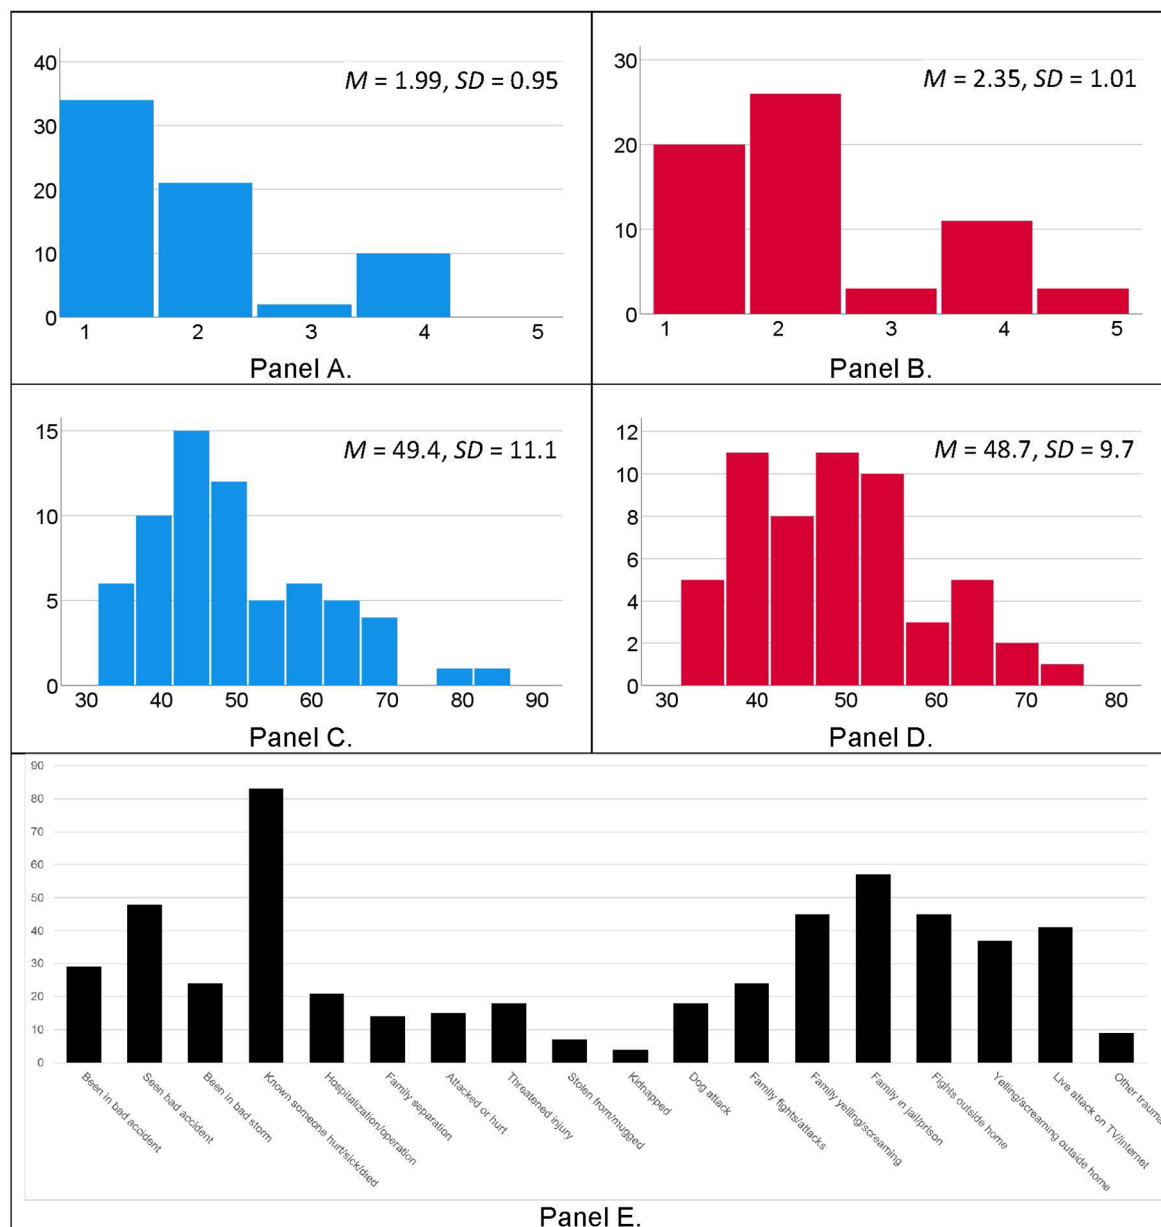 M = 1.99, SD = 0.95
40
30
20
10
0
1 2 3 4 5
Panel A.
M = 2.35, SD = 1.01
30
20
10
0
1 2 3 4 5
Panel B.
M = 49.4, SD = 11.1
15
10
5
0
30 40 50 60 70 80 90
Panel C.
M = 48.7, SD = 9.7
12
10
8
6
4
2
0
30 40 50 60 70 80
Panel D.
90
80
70
60
50
40
30
20
10
0
Been in bad accident
Seen bad accident
Been in bad storm
Known someone hurt/sick/died
Hospitalization/operation
Family separation
Attacked or hurt
Threatened injury
Stolen from/mugged
Kidnapped
Dog attack
Family fights/attacks
Family yelling/screaming
Family in jail/prison
Fights outside home
Yelling/screaming outside home
Live attack on TV/internet
Other trauma
Panel E.